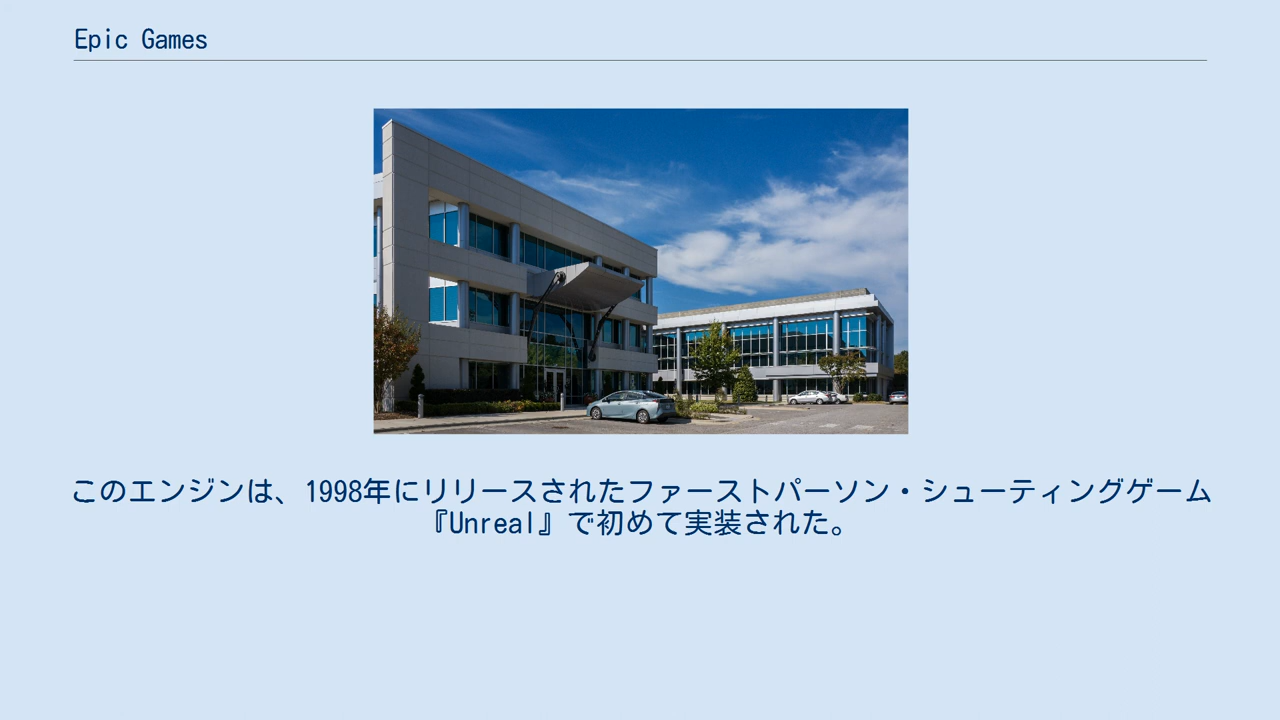 Epic Games
このエンジンは、1998年にリリースされたファーストパーソン・シューティングゲーム
『Unreal』で初めて実装された。